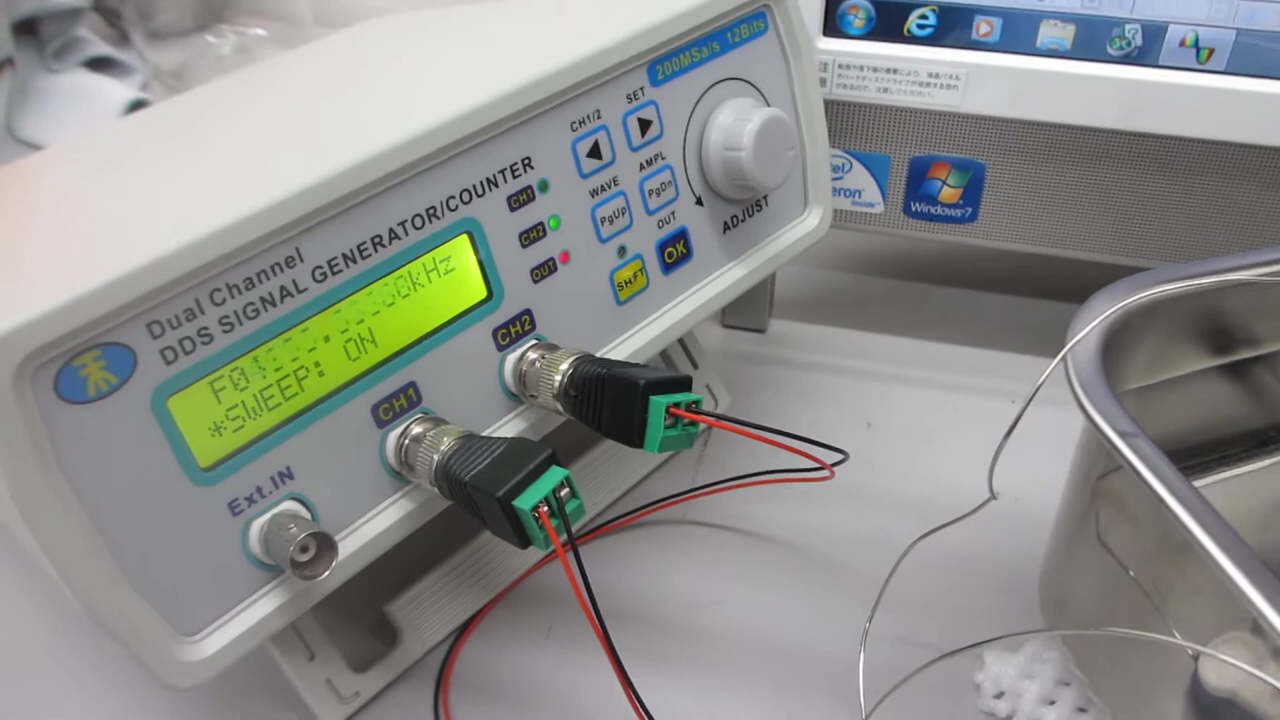 200MSa/s 12Bits
Dual Channel
DDS SIGNAL GENERATOR/COUNTER
CH1/2
SET
WAVE
AMPL
PgUp
PgDn
OUT
SHIFT
OK
ADJUST
CH1
CH2
OUT
kHz
*SWEEP: ON
CH1
CH2
Ext.IN
Windows 7